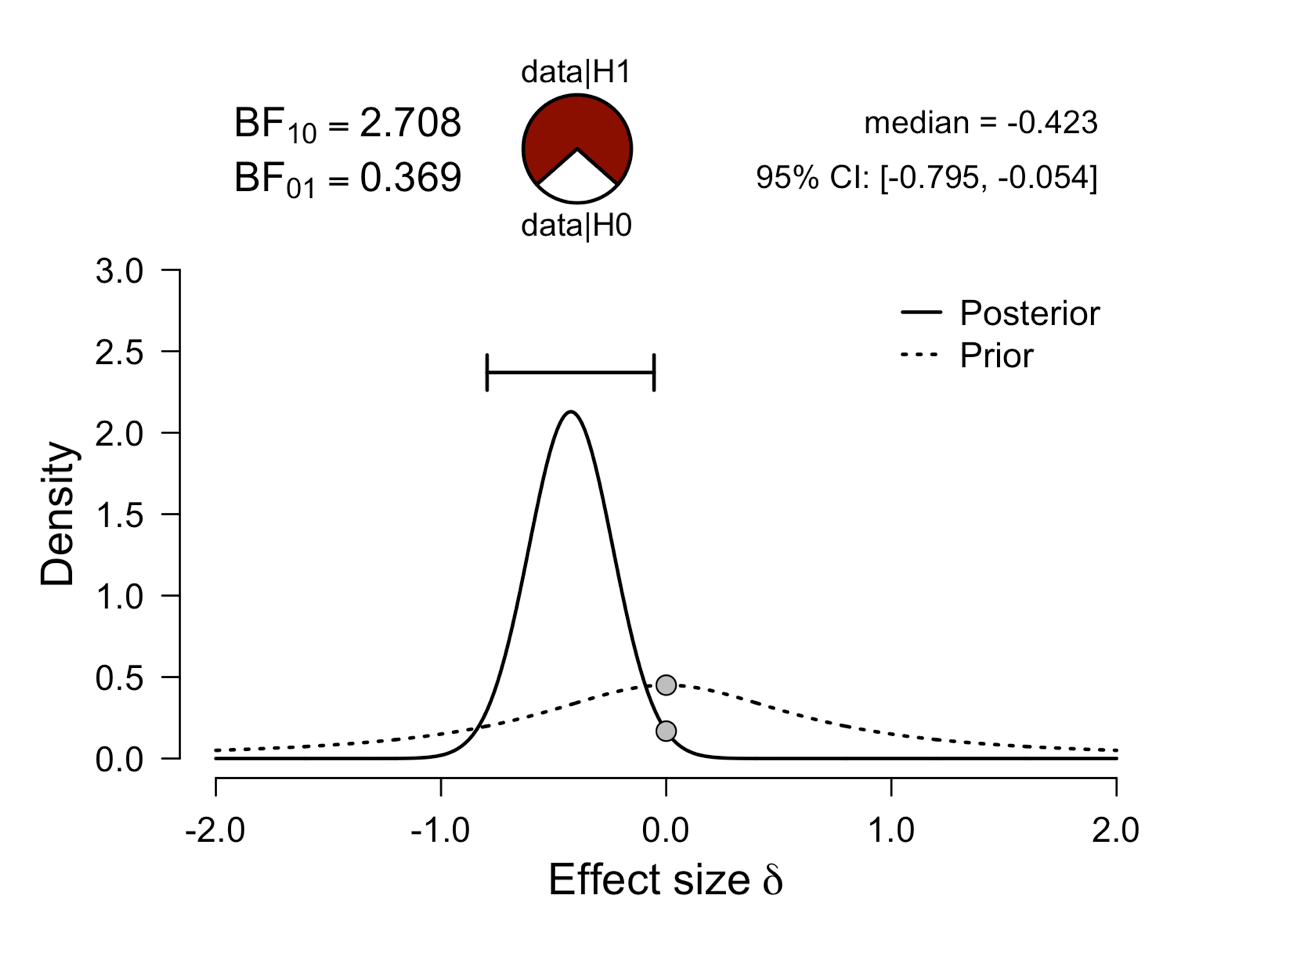 data|H1
BF10 = 2.708
BF01 = 0.369
data|H0
median = -0.423
95% CI: [-0.795, -0.054]
Posterior
Prior
Density
3.0
2.5
2.0
1.5
1.0
0.5
0.0
-2.0 -1.0 0.0 1.0 2.0
Effect size δ